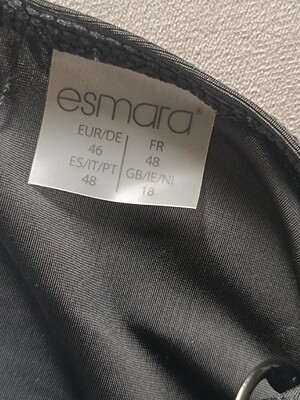 esmara®
EUR/DE FR
46 48
ES/IT/PT GB/IE/NI
48 18